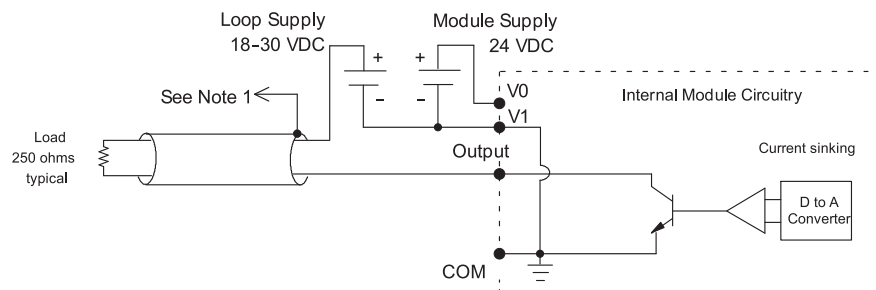 Loop Supply
18-30 VDC
Module Supply
24 VDC
+
-
+
-
See Note 1
V0
V1
Internal Module Circuitry
Load
250 ohms
typical
Output
Current sinking
D to A
Converter
COM